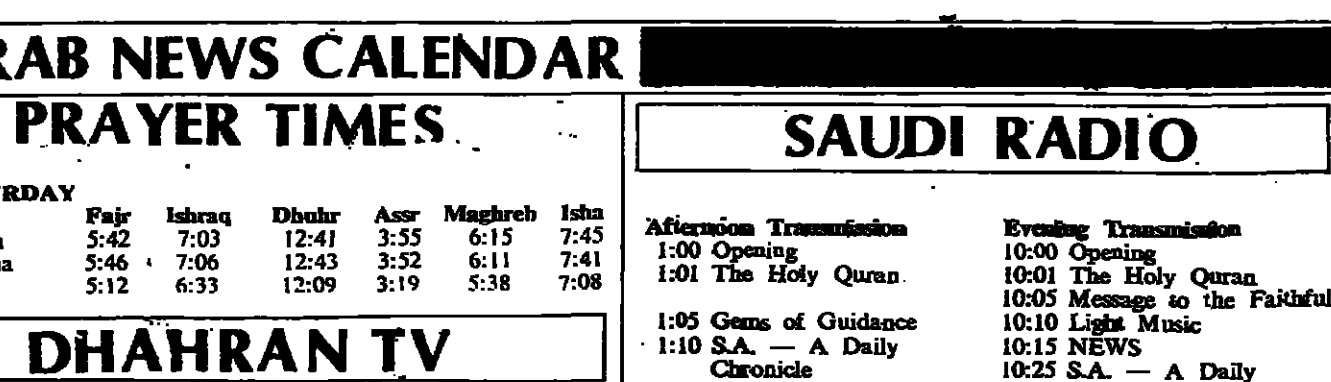 RAB NEWS CALENDAR
PRAYER TIMES
RDAY
Fajr Ishraq Dhuhr Assr Maghreb Isha
5:42 7:03 12:41 3:55 6:15 7:45
a 5:46 7:06 12:43 3:52 6:11 7:41
5:12 6:33 12:09 3:19 5:38 7:08
DHAHRAN TV
SAUDI RADIO
Afternoon Transmission
1:00 Opening
1:01 The Holy Quran
1:05 Gems of Guidance
1:10 S.A. — A Daily
Chronicle
Evening Transmission
10:00 Opening
10:01 The Holy Quran
10:05 Message to the Faithful
10:10 Light Music
10:15 NEWS
10:25 S.A. — A Daily